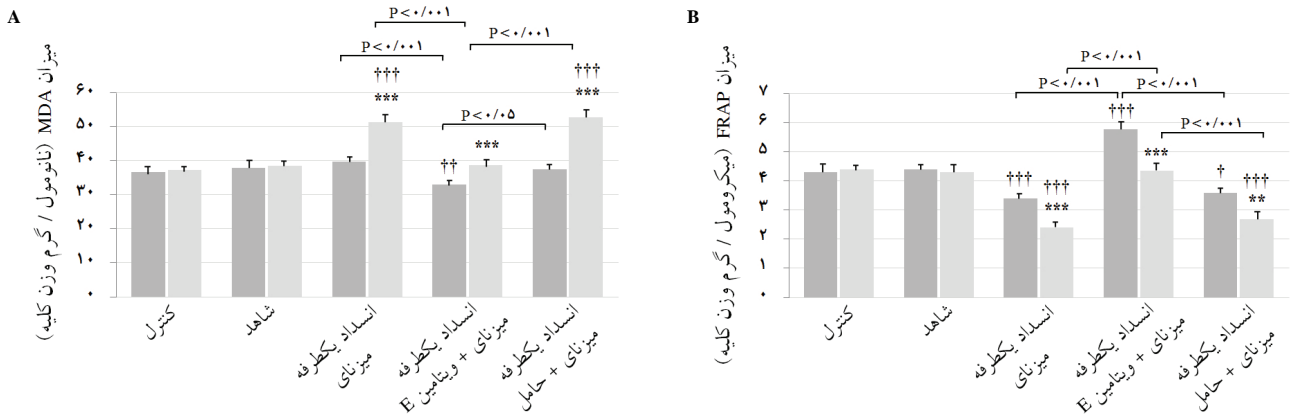 A
میزان MDA (نانومول / گرم وزن کلیه)
۶۰
۵۰
۴۰
۳۰
۲۰
۱۰
۰
P<۰/۰۰۱
P<۰/۰۰۱
P<۰/۰۰۱
P<۰/۰۵
†††
***
††
***
†††
***
کنترل
شاهد
انسداد یکطرفه
میزنای
انسداد یکطرفه
میزنای + ویتامین E
انسداد یکطرفه
میزنای + حامل
B
میزان FRAP (میکرومول / گرم وزن کلیه)
۷
۶
۵
۴
۳
۲
۱
۰
P<۰/۰۰۱
P<۰/۰۰۱
P<۰/۰۰۱
P<۰/۰۰۱
†††
†††
***
†††
***
†
†††
**
کنترل
شاهد
انسداد یکطرفه
میزنای
انسداد یکطرفه
میزنای + ویتامین E
انسداد یکطرفه
میزنای + حامل